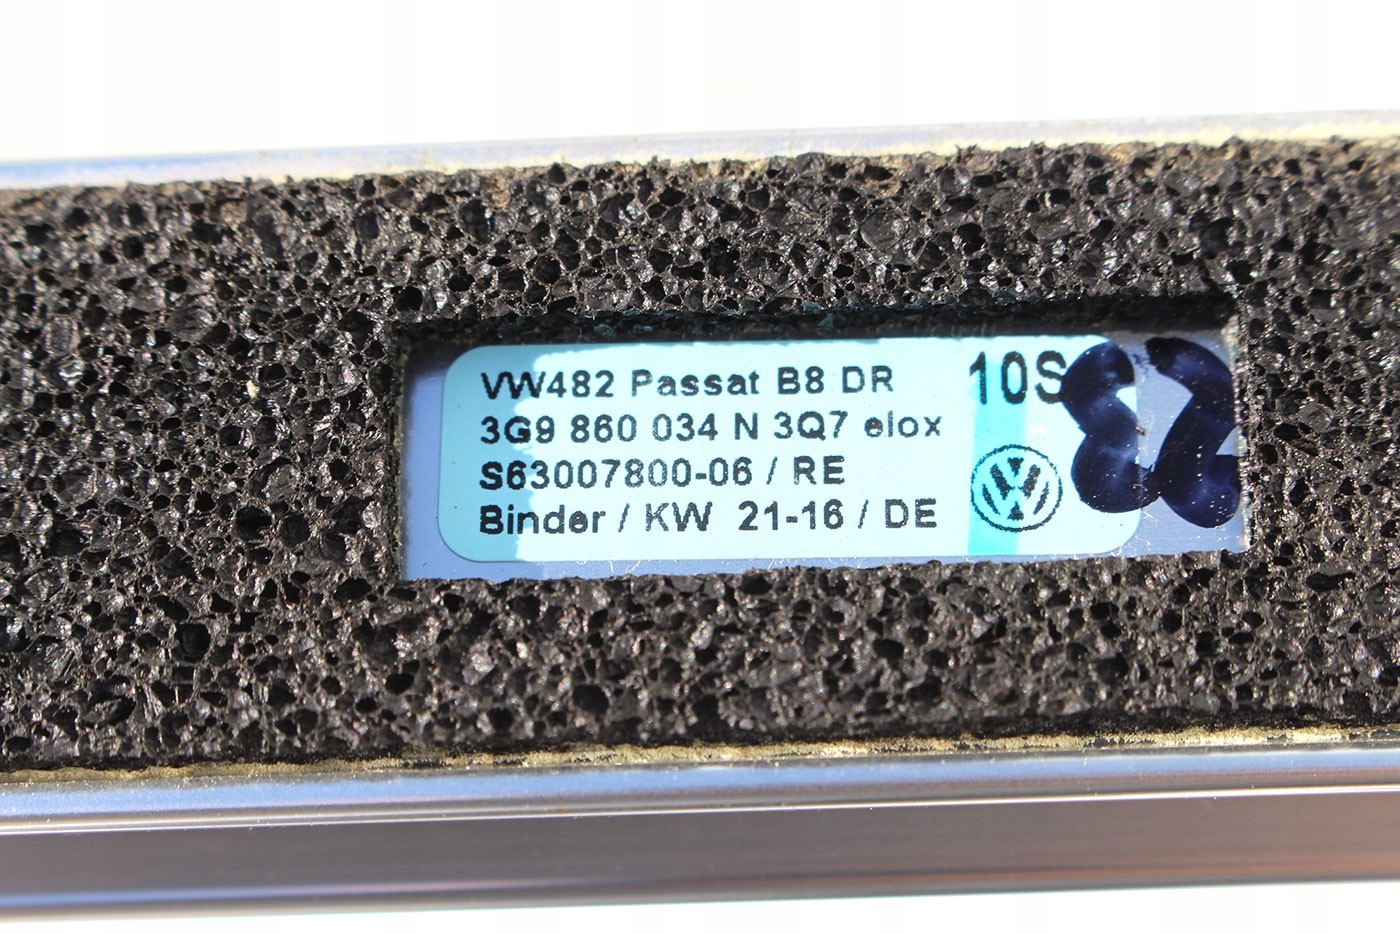 VW482 Passat B8 DR 10S
3G9 860 034 N 3Q7 elox
S63007800-06 / RE
Binder / KW 21-16 / DE